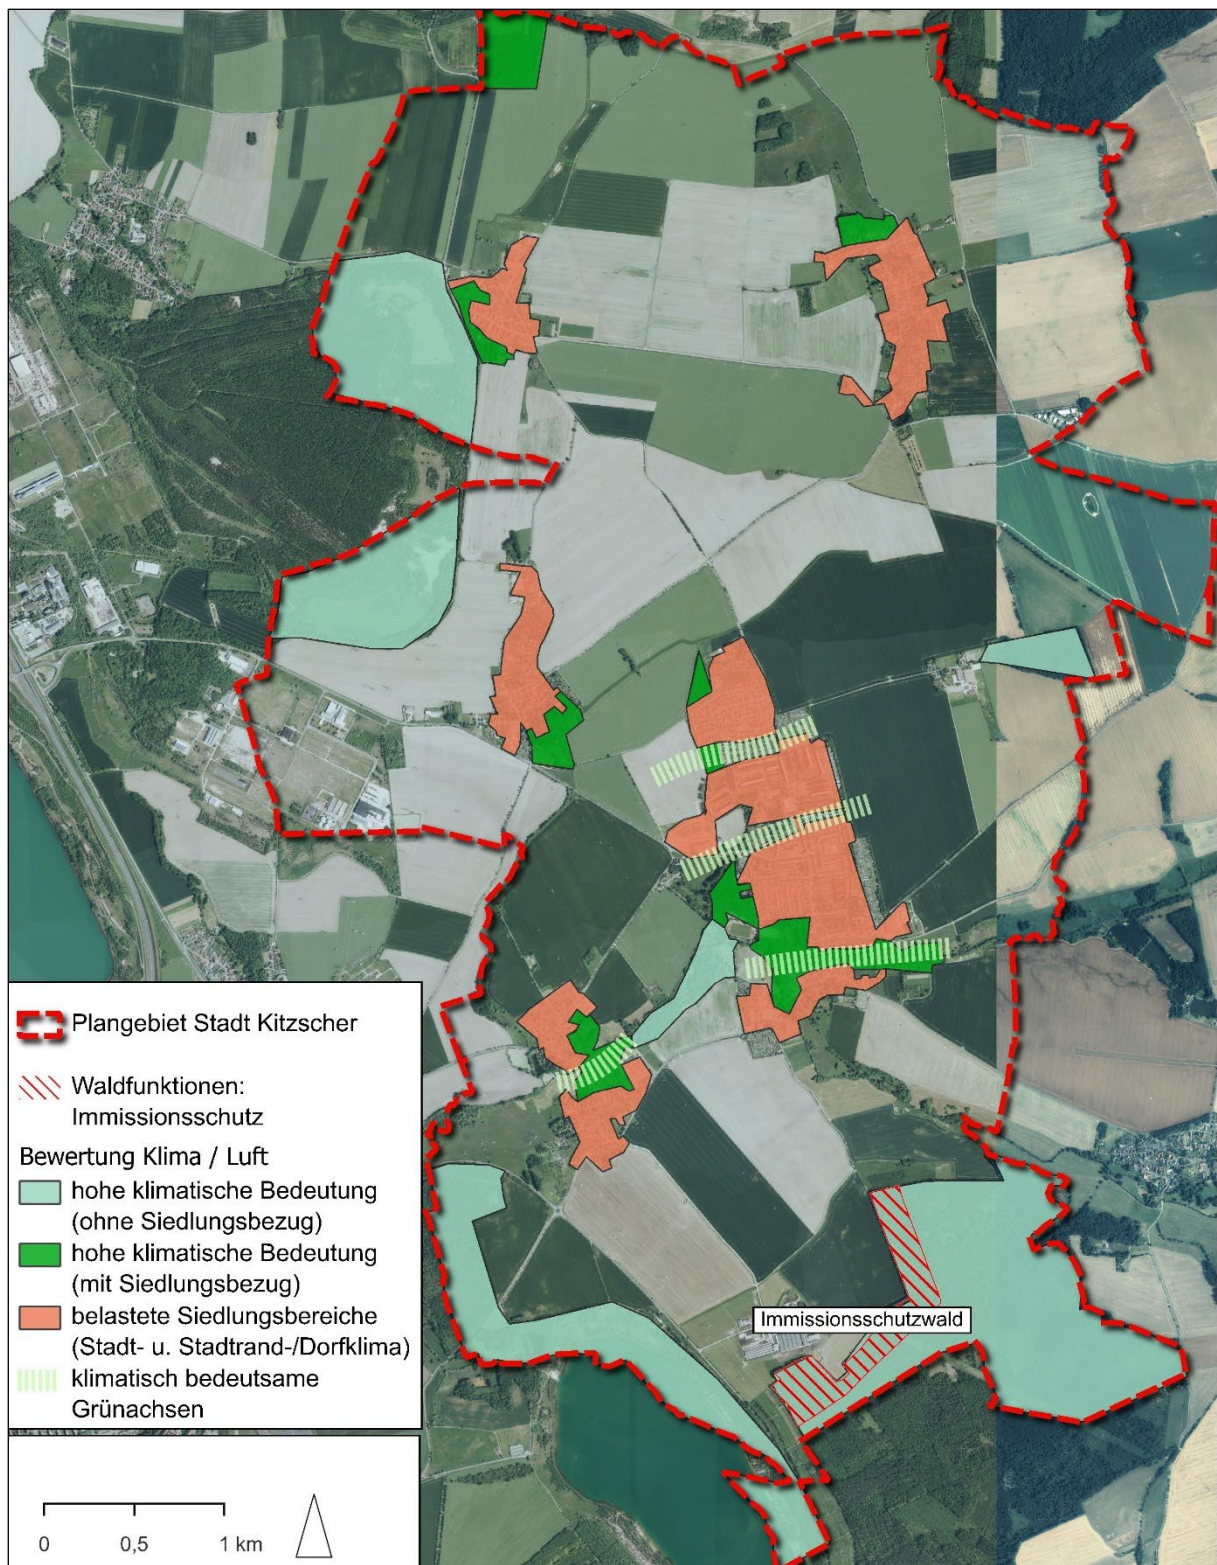 Immissionsschutzwald
Plangebiet Stadt Kitzscher
Waldfunktionen:
Immissionsschutz
Bewertung Klima / Luft
hohe klimatische Bedeutung
(ohne Siedlungsbezug)
hohe klimatische Bedeutung
(mit Siedlungsbezug)
belastete Siedlungsbereiche
(Stadt- u. Stadtrand-/Dorfklima)
klimatisch bedeutsame
Grünachsen
0 0,5 1 km